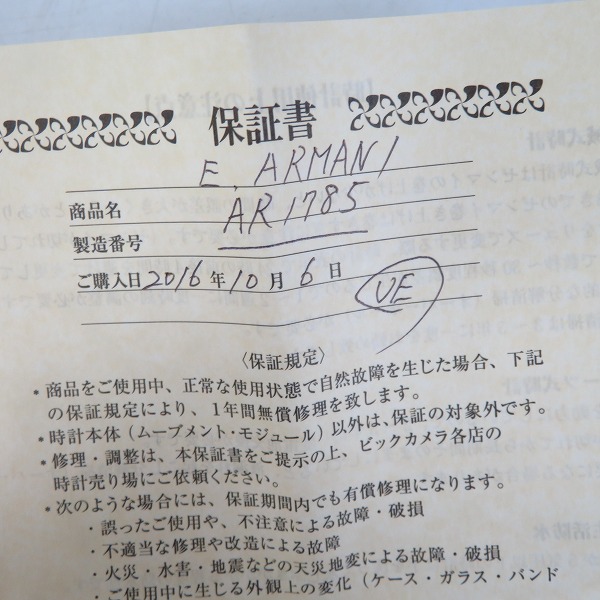 保証書
E. ARMANI
商品名 AR1785
製造番号
ご購入日2016年10月6日 VE
〈保証規定〉
*商品をご使用中、正常な使用状態で自然故障を生じた場合、下記
の保証規定により、1年間無償修理を致します。
*時計本体(ムーブメント・モジュール)以外は、保証の対象外です。
*修理・調整は、本保証書をご提示の上、ビックカメラ各店の
時計売り場にご依頼ください。
*次のような場合には、保証期間内でも有償修理になります。
・誤ったご使用や、不注意による故障・破損
・不適当な修理や改造による故障
・火災・水害・地震などの天災地変による故障・破損
・ご使用中に生じる外観上の変化(ケース・ガラス・バンド